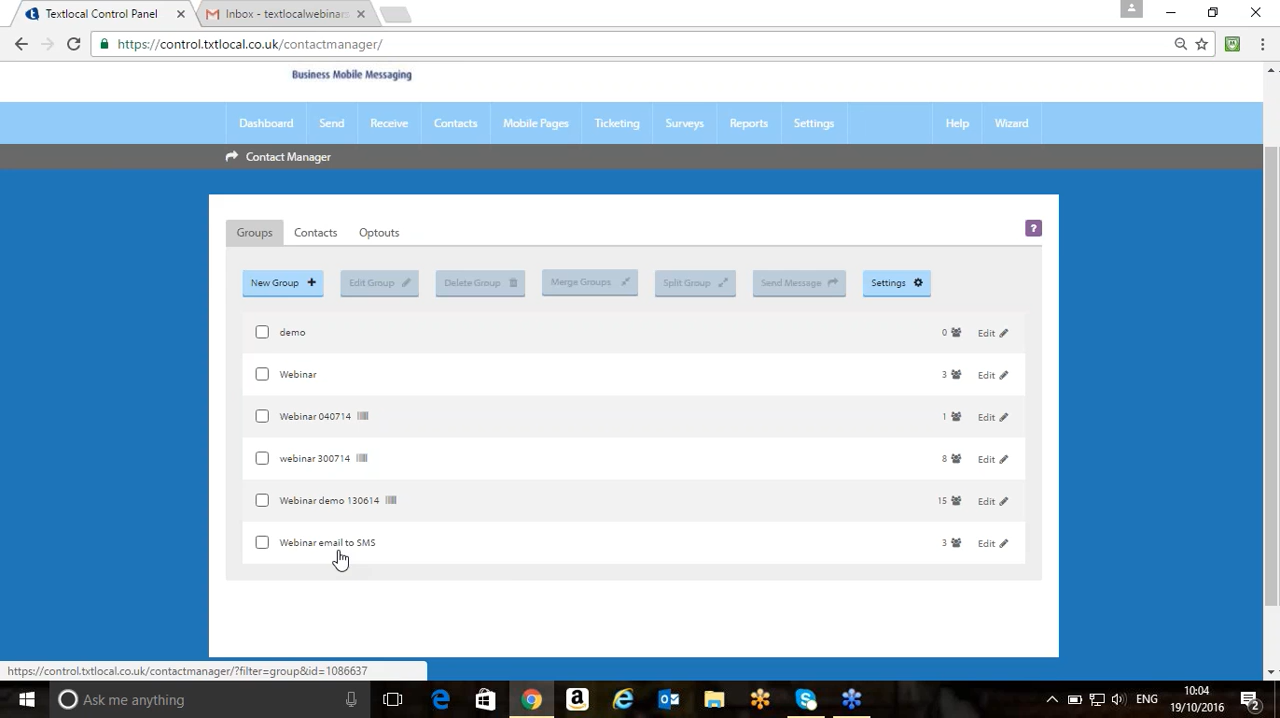 Textlocal Control Panel
Inbox - textlocalwebinar
https://control.txtlocal.co.uk/contactmanager/
Business Mobile Messaging
Dashboard Send Receive Contacts Mobile Pages Ticketing Surveys Reports Settings Help Wizard
Contact Manager
Groups Contacts Optouts ?
New Group + Edit Group Delete Group Merge Groups Split Group Send Message Settings
demo 0 Edit
Webinar 3 Edit
Webinar 040714 1 Edit
webinar 300714 8 Edit
Webinar demo 130614 15 Edit
Webinar email to SMS 3 Edit
https://control.txtlocal.co.uk/contactmanager/?filter=group&id=1086637
Ask me anything
ENG
10:04
19/10/2016
2